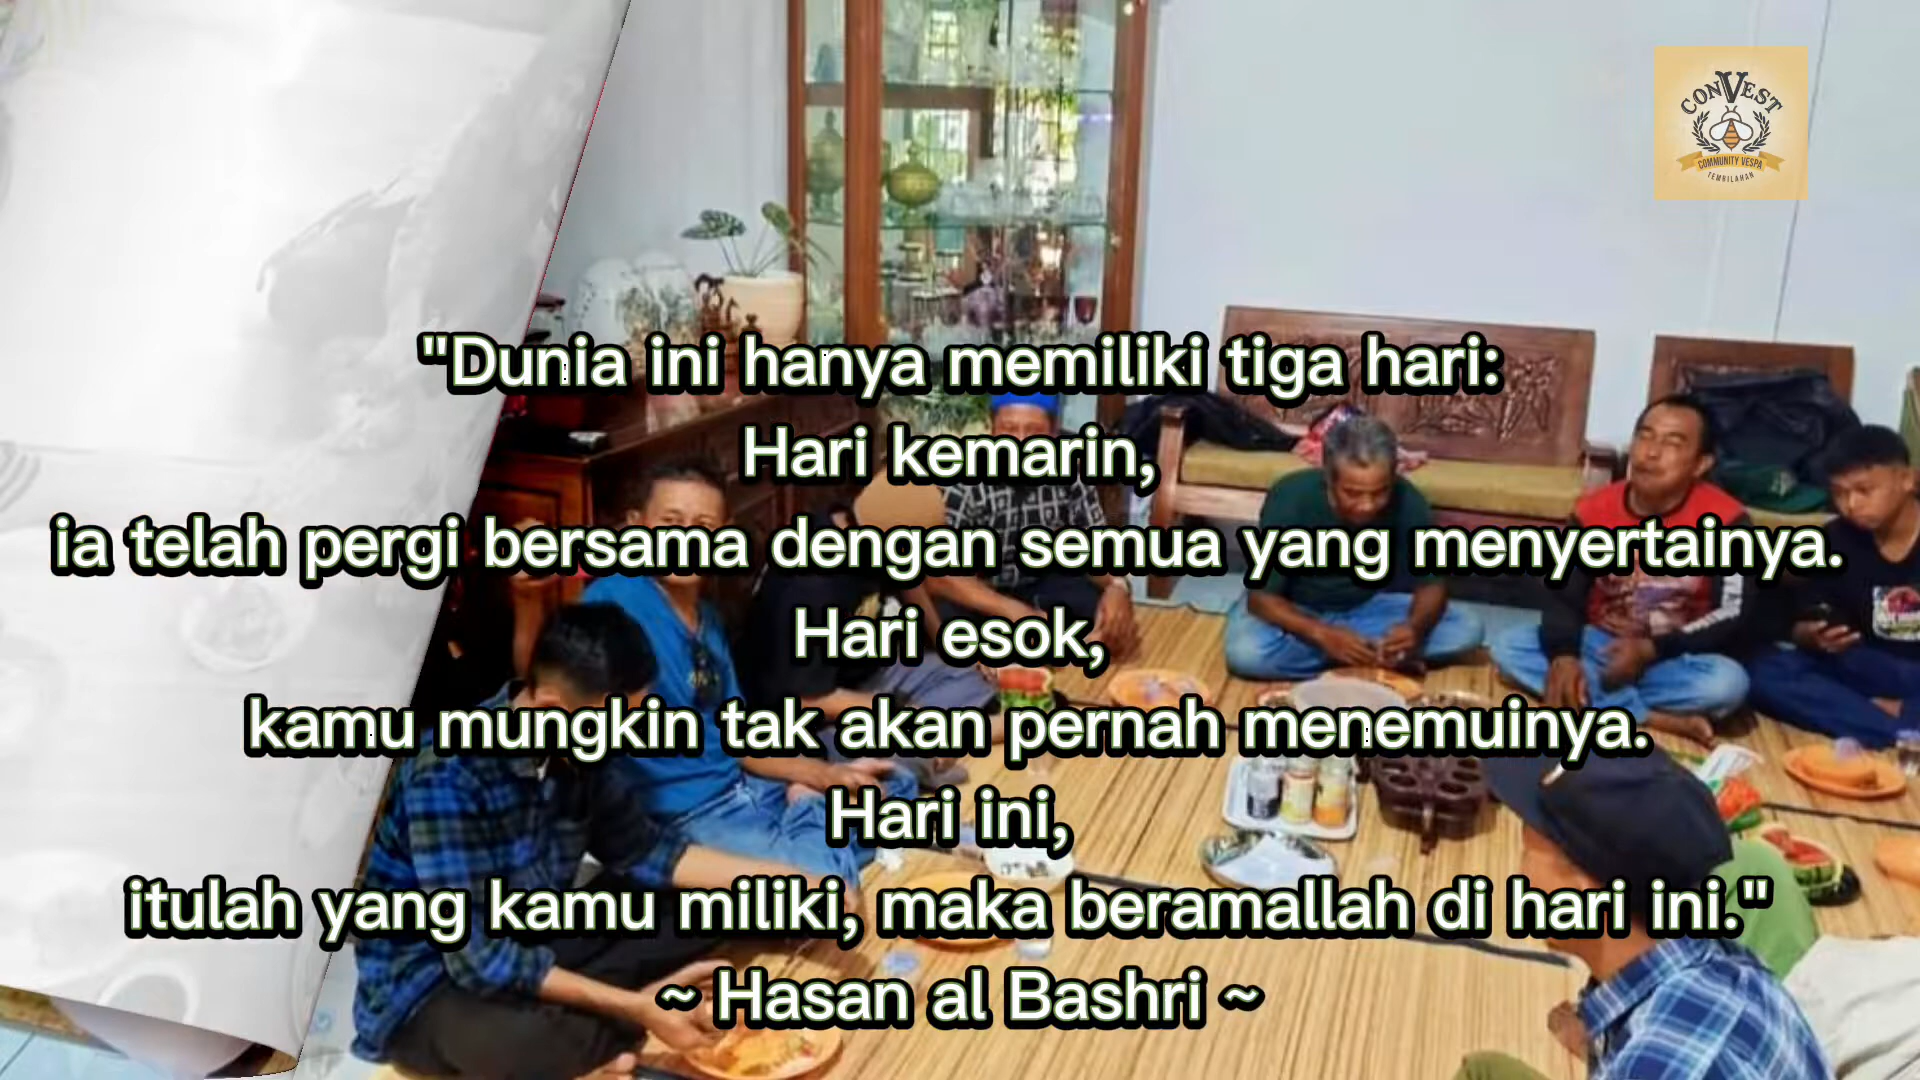 CONVEST
COMMUNITY VESPA
TEMBILAHAN
"Dunia ini hanya memiliki tiga hari:
Hari kemarin,
ia telah pergi bersama dengan semua yang menyertainya.
Hari esok,
kamu mungkin tak akan pernah menemuinya.
Hari ini,
itulah yang kamu miliki, maka beramallah di hari ini."
~ Hasan al Bashri ~